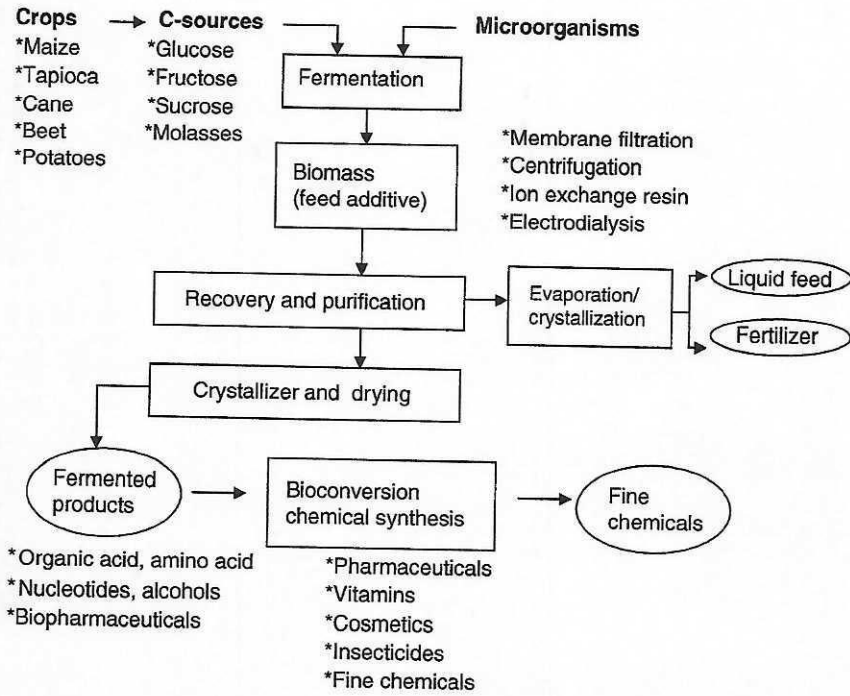 Crops
C-sources
Microorganisms
*Maize
*Tapioca
*Cane
*Beet
*Potatoes
*Glucose
*Fructose
*Sucrose
*Molasses
Fermentation
Biomass
(feed additive)
*Membrane filtration
*Centrifugation
*Ion exchange resin
*Electrodialysis
Recovery and purification
Evaporation/
crystallization
Liquid feed
Fertilizer
Crystallizer and drying
Fermented
products
Bioconversion
chemical synthesis
Fine
chemicals
*Organic acid, amino acid
*Nucleotides, alcohols
*Biopharmaceuticals
*Pharmaceuticals
*Vitamins
*Cosmetics
*Insecticides
*Fine chemicals